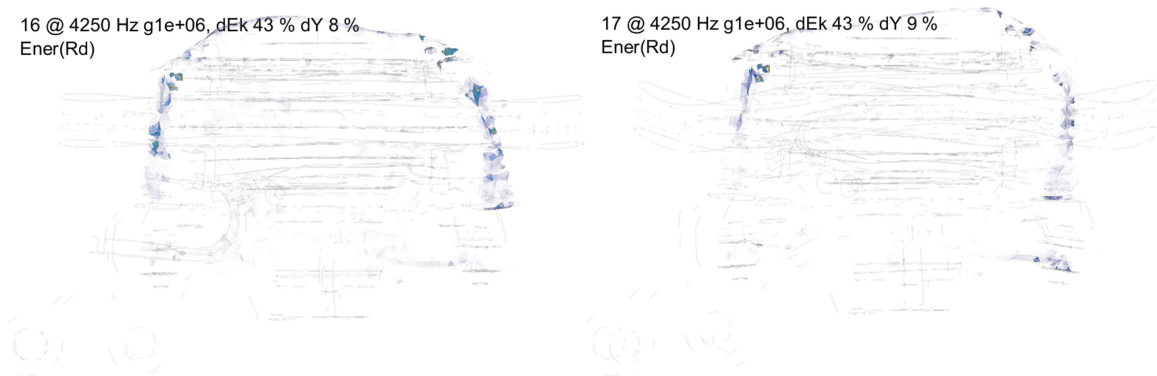 16 @ 4250 Hz g1e+06, dEk 43 % dY 8 %
Ener(Rd)
17 @ 4250 Hz g1e+06, dEk 43 % dY 9 %
Ener(Rd)